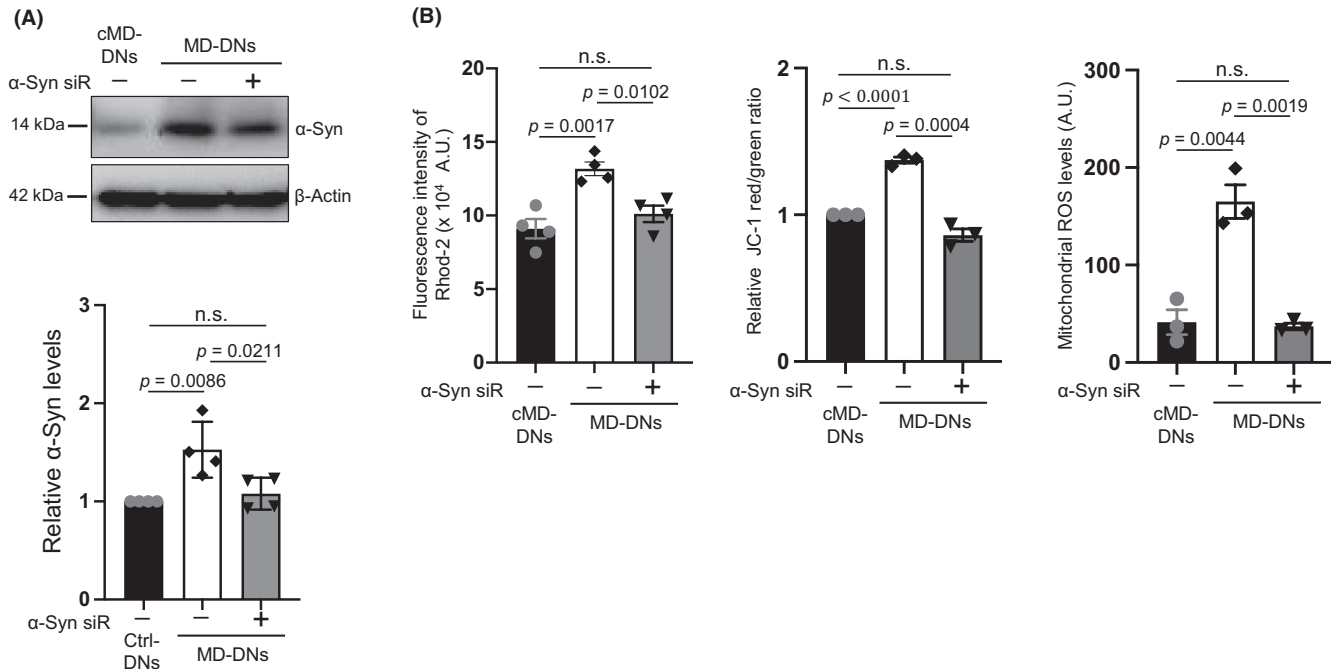 (A)
cMD-
DNs
MD-DNs
α-Syn siR − − +
14 kDa
α-Syn
42 kDa
β-Actin
Relative α-Syn levels
3
2
1
0
n.s.
p = 0.0211
p = 0.0086
α-Syn siR − − +
Ctrl-
DNs
MD-DNs
(B)
Fluorescence intensity of
Rhod-2 (x 10⁴ A.U.)
20
15
10
5
0
n.s.
p = 0.0102
p = 0.0017
α-Syn siR − − +
cMD-
DNs
MD-DNs
Relative JC-1 red/green ratio
2
1
0
n.s.
p < 0.0001
p = 0.0004
− − +
α-Syn siR
cMD-
DNs
MD-DNs
Mitochondrial ROS levels (A.U.)
300
200
100
0
n.s.
p = 0.0019
p = 0.0044
α-Syn siR − − +
cMD-
DNs
MD-DNs